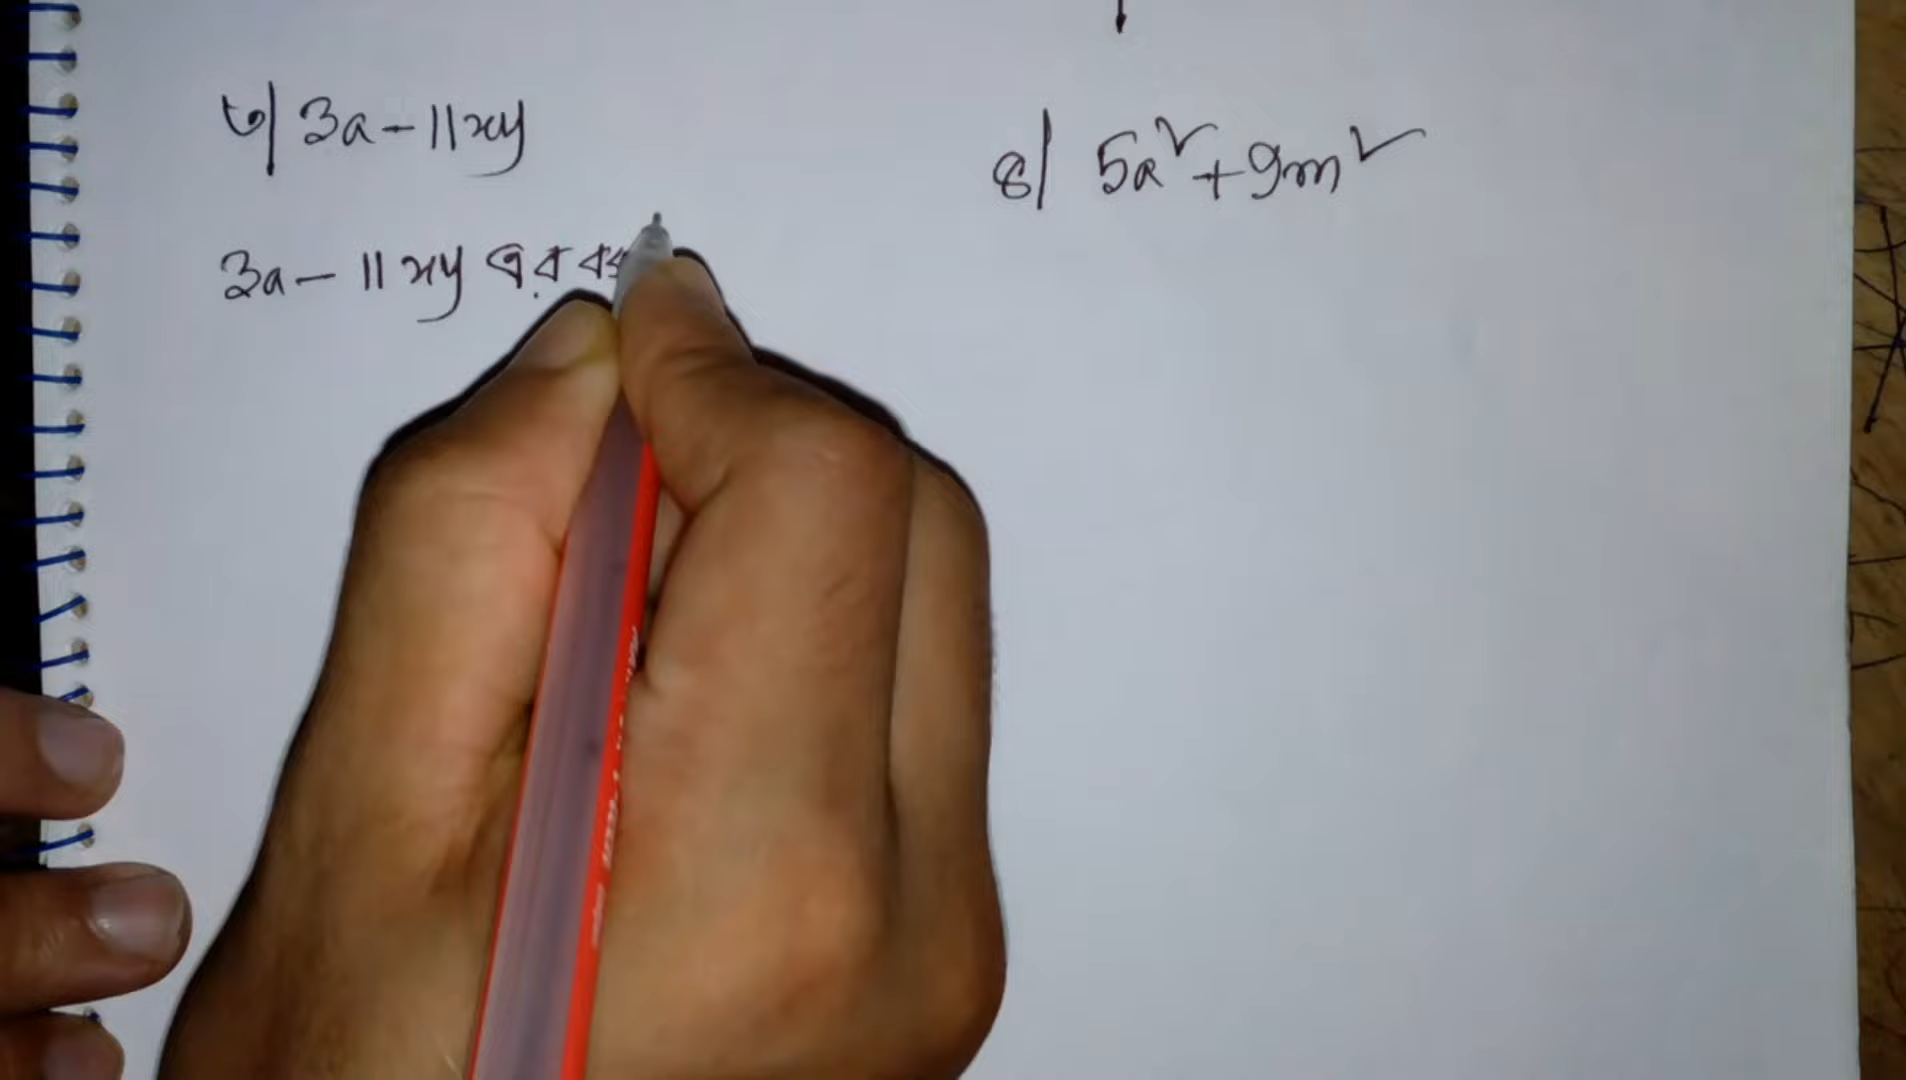 ৩| 3a - 11xy
3a - 11xy এর
৪| 5a² + 9m²